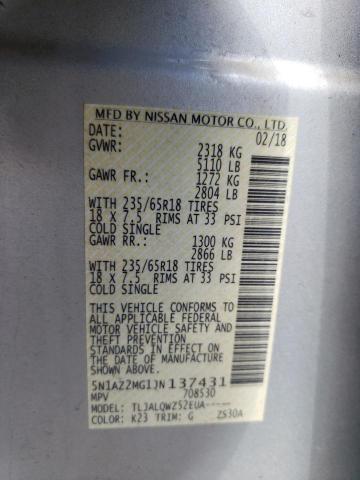 MFD BY NISSAN MOTOR CO., LTD.
DATE: 02/18
GVWR: 2318 KG
5110 LB
GAWR FR.: 1272 KG
2804 LB
WITH 235/65R18 TIRES
18 X 7.5 RIMS AT 33 PSI
COLD SINGLE
GAWR RR.: 1300 KG
2866 LB
WITH 235/65R18 TIRES
18 X 7.5 RIMS AT 33 PSI
COLD SINGLE
THIS VEHICLE CONFORMS TO
ALL APPLICABLE FEDERAL
MOTOR VEHICLE SAFETY AND
THEFT PREVENTION
STANDARDS IN EFFECT ON THE
DATE OF MANUFACTURE
SHOWN ABOVE.
5N1AZ2MG1JN137431
MPV 708530
MODEL: TLJALQWZ52EUA-----
COLOR: K23 TRIM: G ZS30A